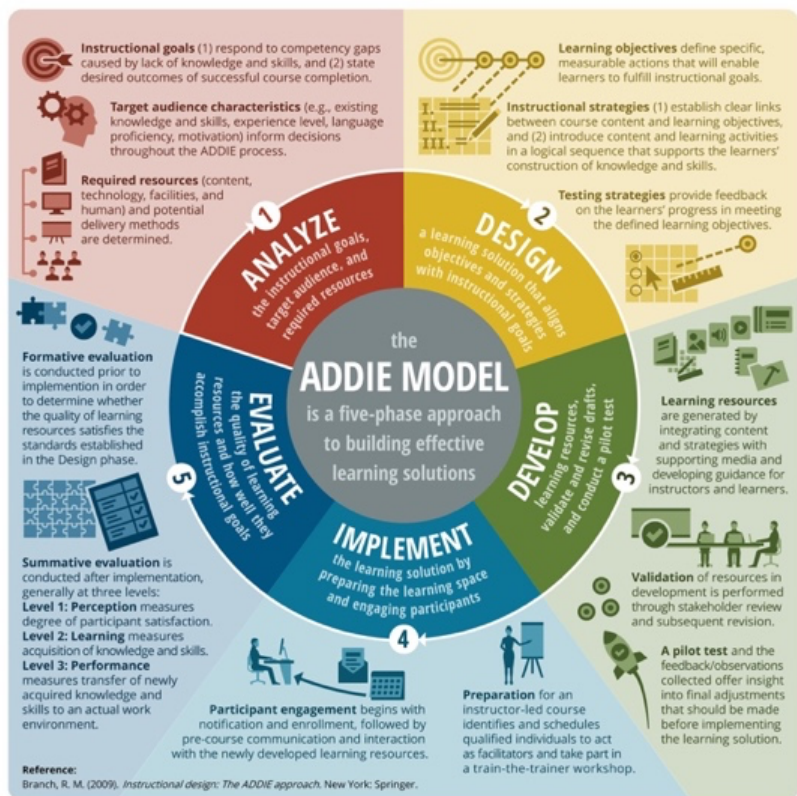 Instructional goals (1) respond to competency gaps
caused by lack of knowledge and skills, and (2) state
desired outcomes of successful course completion.
Target audience characteristics (e.g., existing
knowledge and skills, experience level, language
proficiency, motivation) inform decisions
throughout the ADDIE process.
Required resources (content,
technology, facilities, and
human) and potential
delivery methods
are determined.
Learning objectives define specific,
measurable actions that will enable
learners to fulfill instructional goals.
I.
II.
III.
Instructional strategies (1) establish clear links
between course content and learning objectives,
and (2) introduce content and learning activities
in a logical sequence that supports the learners’
construction of knowledge and skills.
Testing strategies provide feedback
on the learners’ progress in meeting
the defined learning objectives.
1
ANALYZE
the instructional goals,
target audience, and
required resources
2
DESIGN
a learning solution that aligns
objectives and strategies
with instructional goals
the
ADDIE MODEL
is a five-phase approach
to building effective
learning solutions
3
DEVELOP
learning resources,
validate and revise drafts,
and conduct a pilot test
Learning resources
are generated by
integrating content
and strategies with
supporting media and
developing guidance for
instructors and learners.
Validation of resources in
development is performed
through stakeholder review
and subsequent revision.
A pilot test and the
feedback/observations
collected offer insight
into final adjustments
that should be made
before implementing
the learning solution.
4
IMPLEMENT
the learning solution by
preparing the learning space
and engaging participants
Participant engagement begins with
notification and enrollment, followed by
pre-course communication and interaction
with the newly developed learning resources.
Preparation for an
instructor-led course
identifies and schedules
qualified individuals to act
as facilitators and take part in
a train-the-trainer workshop.
5
EVALUATE
the quality of learning
resources and how well they
accomplish instructional goals
Formative evaluation
is conducted prior to
implemention in order
to determine whether
the quality of learning
resources satisfies the
standards established
in the Design phase.
Summative evaluation is
conducted after implementation,
generally at three levels:
Level 1: Perception measures
degree of participant satisfaction.
Level 2: Learning measures
acquisition of knowledge and skills.
Level 3: Performance
measures transfer of newly
acquired knowledge and
skills to an actual work
environment.
Reference:
Branch, R. M. (2009). Instructional design: The ADDIE approach. New York: Springer.